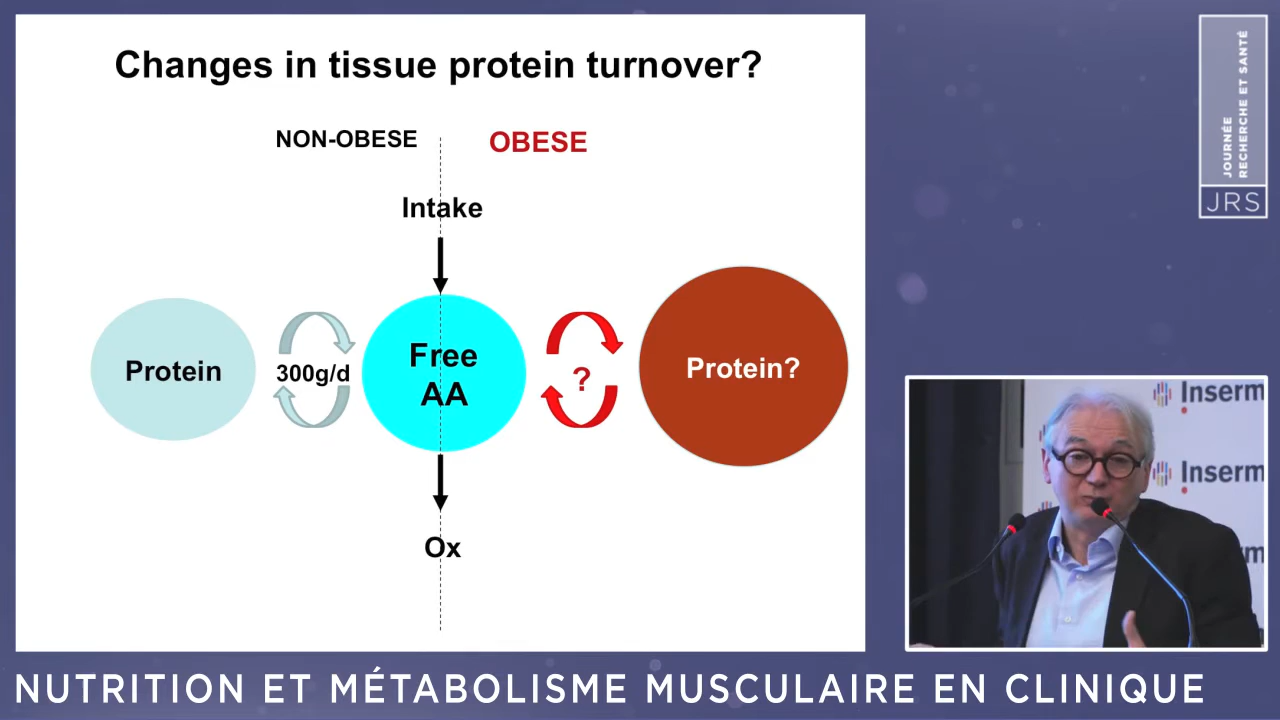 Changes in tissue protein turnover?
NON-OBESE
OBESE
Intake
Protein
300g/d
Free
AA
?
Protein?
Ox
JOURNÉE
RECHERCHE ET SANTÉ
JRS
Inserm
Inserm
Inserm
NUTRITION ET MÉTABOLISME MUSCULAIRE EN CLINIQUE